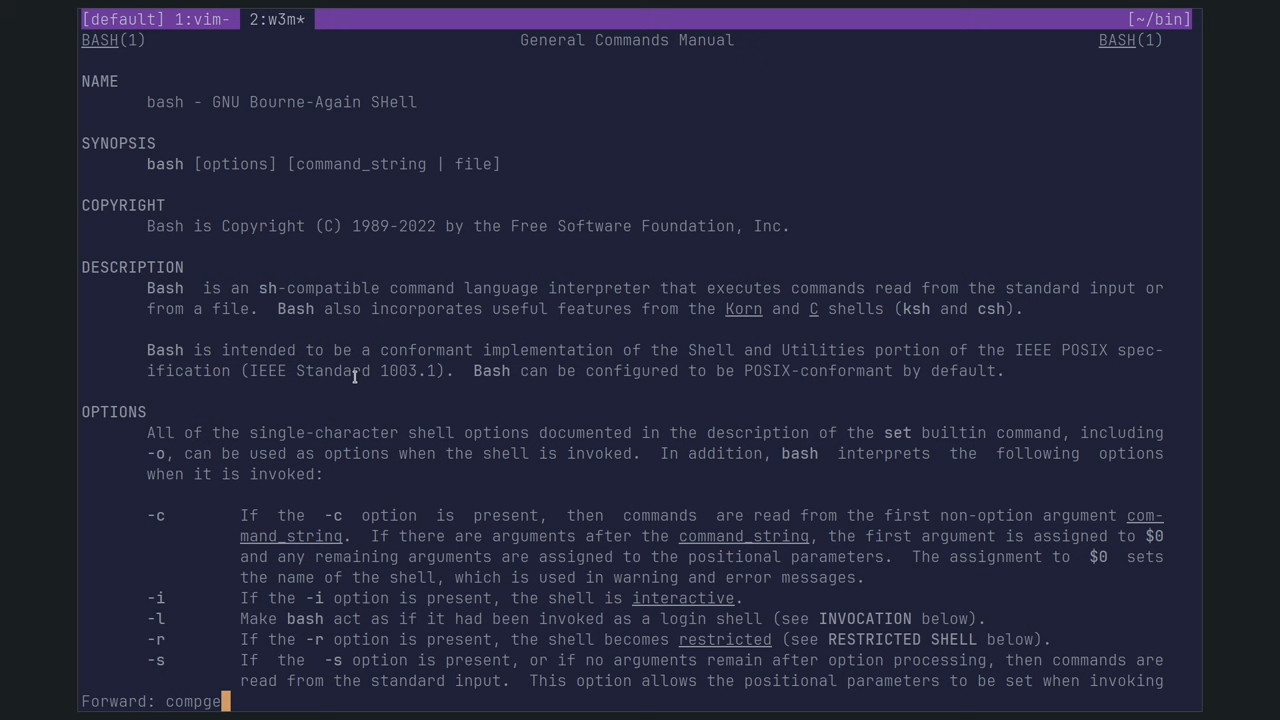 [default] 1:vim- 2:w3m* [~/bin]
BASH(1) General Commands Manual BASH(1)
NAME
bash - GNU Bourne-Again SHell
SYNOPSIS
bash [options] [command_string | file]
COPYRIGHT
Bash is Copyright (C) 1989-2022 by the Free Software Foundation, Inc.
DESCRIPTION
Bash is an sh-compatible command language interpreter that executes commands read from the standard input or
from a file. Bash also incorporates useful features from the Korn and C shells (ksh and csh).
Bash is intended to be a conformant implementation of the Shell and Utilities portion of the IEEE POSIX spec-
ification (IEEE Standard 1003.1). Bash can be configured to be POSIX-conformant by default.
OPTIONS
All of the single-character shell options documented in the description of the set builtin command, including
-o, can be used as options when the shell is invoked. In addition, bash interprets the following options
when it is invoked:
-c If the -c option is present, then commands are read from the first non-option argument com-
mand_string. If there are arguments after the command_string, the first argument is assigned to $0
and any remaining arguments are assigned to the positional parameters. The assignment to $0 sets
the name of the shell, which is used in warning and error messages.
-i If the -i option is present, the shell is interactive.
-l Make bash act as if it had been invoked as a login shell (see INVOCATION below).
-r If the -r option is present, the shell becomes restricted (see RESTRICTED SHELL below).
-s If the -s option is present, or if no arguments remain after option processing, then commands are
read from the standard input. This option allows the positional parameters to be set when invoking
Forward: compge